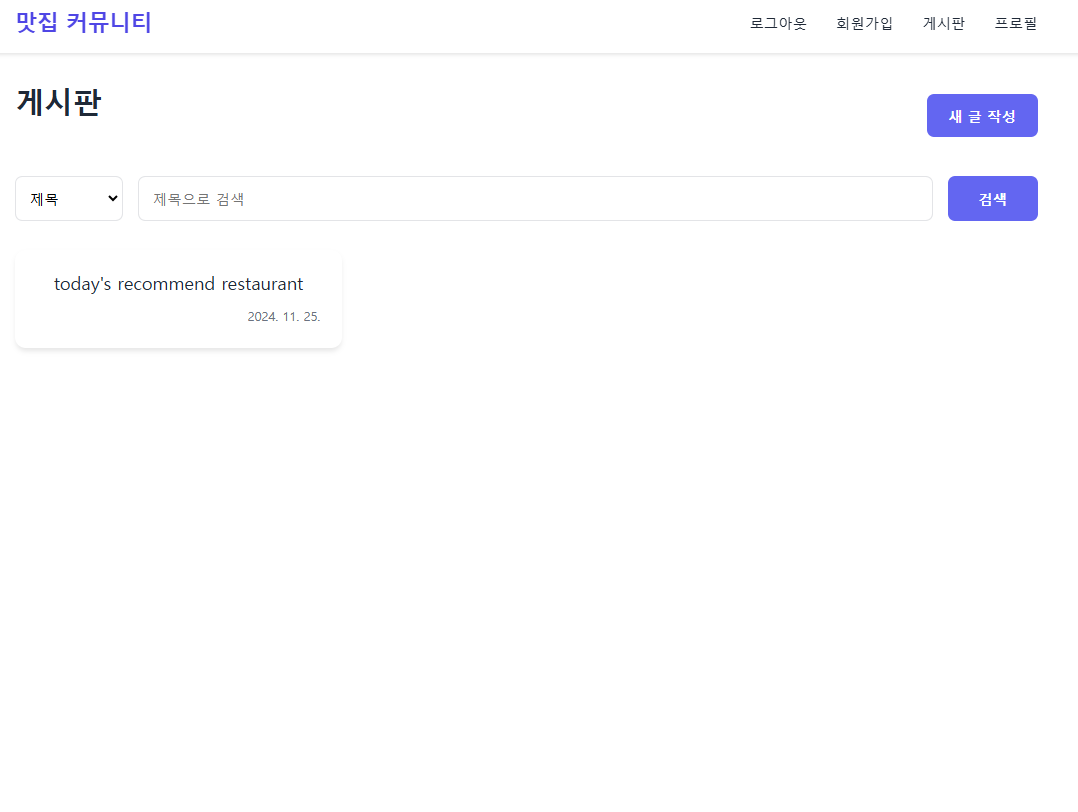 맛집 커뮤니티
로그아웃 회원가입 게시판 프로필
게시판
새 글 작성
제목 제목으로 검색 검색
today's recommend restaurant
2024. 11. 25.